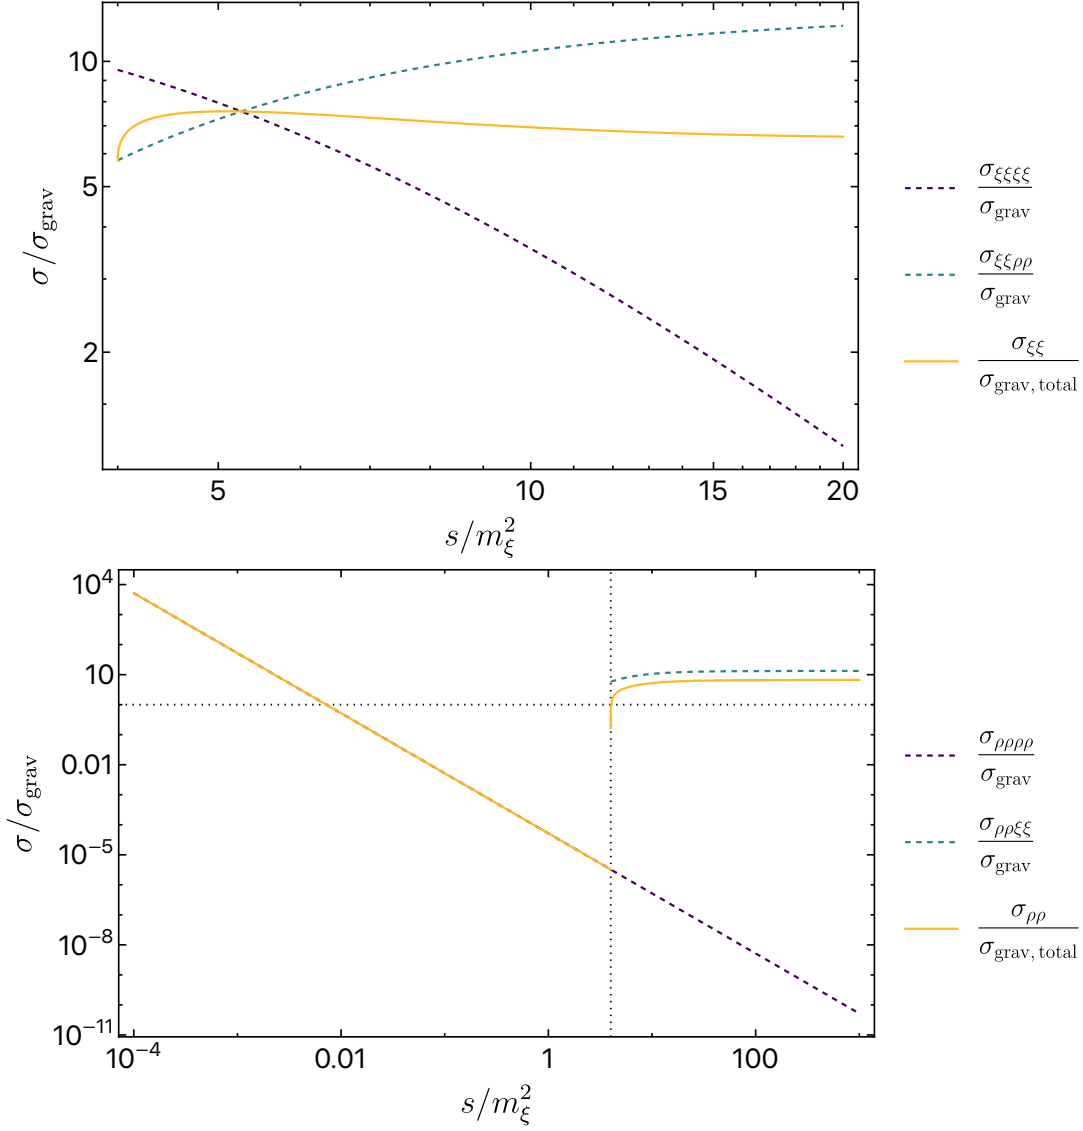 10
5
2
σ/σ_grav
5 10 15 20
s/m_ξ^2
σ_ξξξξ
σ_grav
σ_ξξρρ
σ_grav
σ_ξξ
σ_grav, total
10^4
10
0.01
10^−5
10^−8
10^−11
σ/σ_grav
10^−4 0.01 1 100
s/m_ξ^2
σ_ρρρρ
σ_grav
σ_ρρξξ
σ_grav
σ_ρρ
σ_grav, total